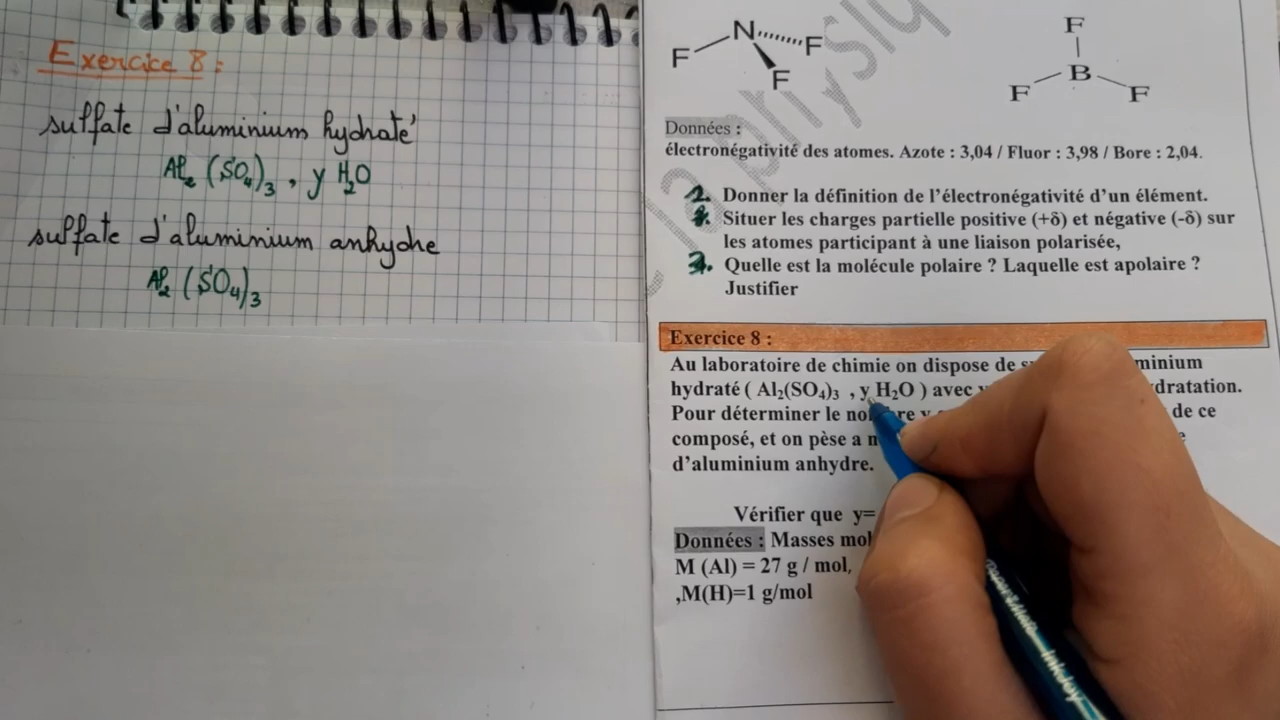 Exercice 8 :
sulfate d'aluminium hydraté
Al2 (SO4)3 , y H2O
sulfate d'aluminium anhydre
Al2 (SO4)3
N
F
F
F
F
B
F
F
la physiq
Données :
électronégativité des atomes. Azote : 3,04 / Fluor : 3,98 / Bore : 2,04.
Donner la définition de l'électronégativité d'un élément.
Situer les charges partielle positive (+δ) et négative (-δ) sur
les atomes participant à une liaison polarisée,
3. Quelle est la molécule polaire ? Laquelle est apolaire ?
Justifier
Exercice 8 :
Au laboratoire de chimie on dispose de
hydraté ( Al₂(SO₄)₃ , y H₂O ) avec
Pour déterminer le de ce
composé, et on pèse a
d'aluminium anhydre.
Vérifier que y=
Données : Masses
M (Al) = 27 g / mol,
,M(H)=1 g/mol
InkJoy